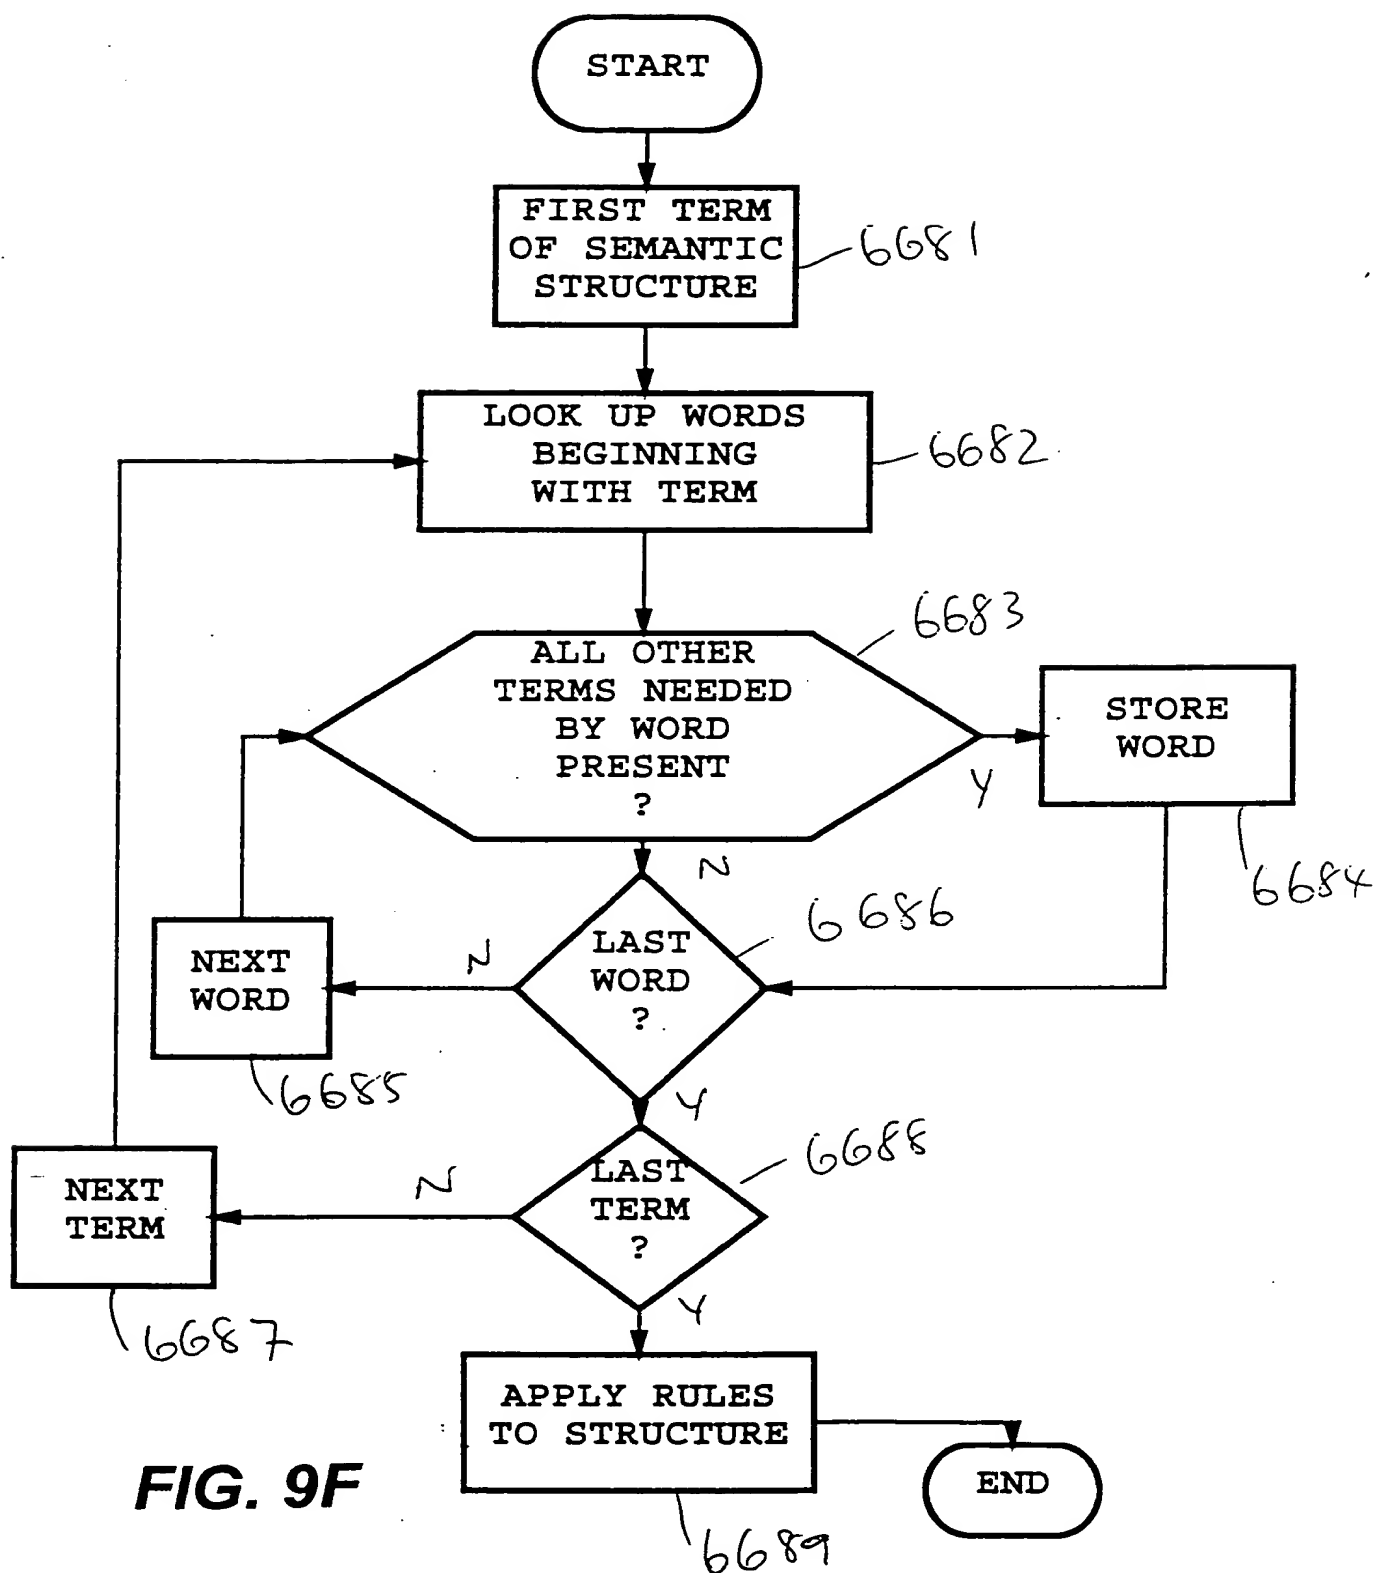 START
FIRST TERM
OF SEMANTIC
STRUCTURE
6681
LOOK UP WORDS
BEGINNING
WITH TERM
6682
6683
ALL OTHER
TERMS NEEDED
BY WORD
PRESENT
?
Y
N
STORE
WORD
6684
6686
LAST
WORD
?
N
Y
NEXT
WORD
6685
6688
LAST
TERM
?
N
Y
NEXT
TERM
6687
APPLY RULES
TO STRUCTURE
6689
END
FIG. 9F